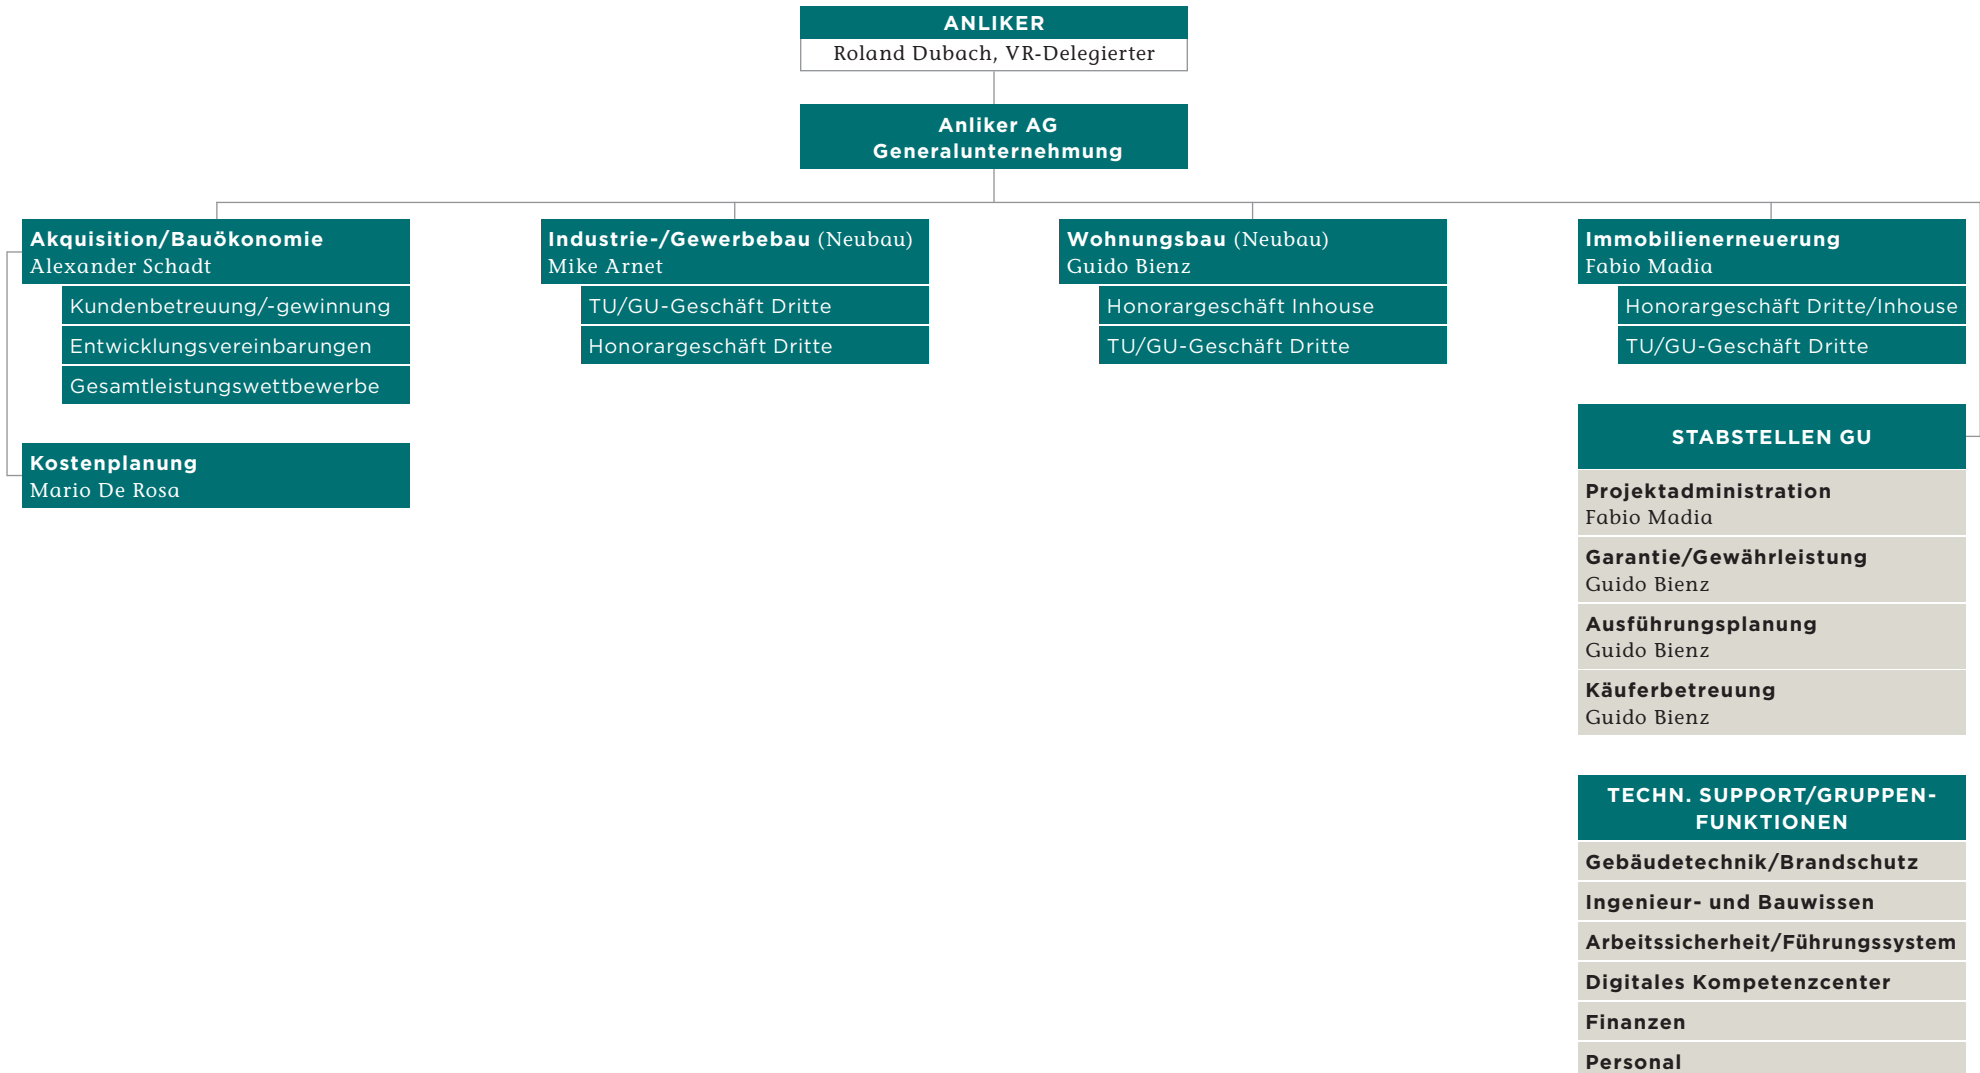 ANLIKER
Roland Dubach, VR-Delegierter
Anliker AG
Generalunternehmung
Akquisition/Bauökonomie
Alexander Schadt
Kundenbetreuung/-gewinnung
Entwicklungsvereinbarungen
Gesamtleistungswettbewerbe
Kostenplanung
Mario De Rosa
Industrie-/Gewerbebau (Neubau)
Mike Arnet
TU/GU-Geschäft Dritte
Honorargeschäft Dritte
Wohnungsbau (Neubau)
Guido Bienz
Honorargeschäft Inhouse
TU/GU-Geschäft Dritte
Immobilienerneuerung
Fabio Madia
Honorargeschäft Dritte/Inhouse
TU/GU-Geschäft Dritte
STABSTELLEN GU
Projektadministration
Fabio Madia
Garantie/Gewährleistung
Guido Bienz
Ausführungsplanung
Guido Bienz
Käuferbetreuung
Guido Bienz
TECHN. SUPPORT/GRUPPEN-
FUNKTIONEN
Gebäudetechnik/Brandschutz
Ingenieur- und Bauwissen
Arbeitssicherheit/Führungssystem
Digitales Kompetenzcenter
Finanzen
Personal